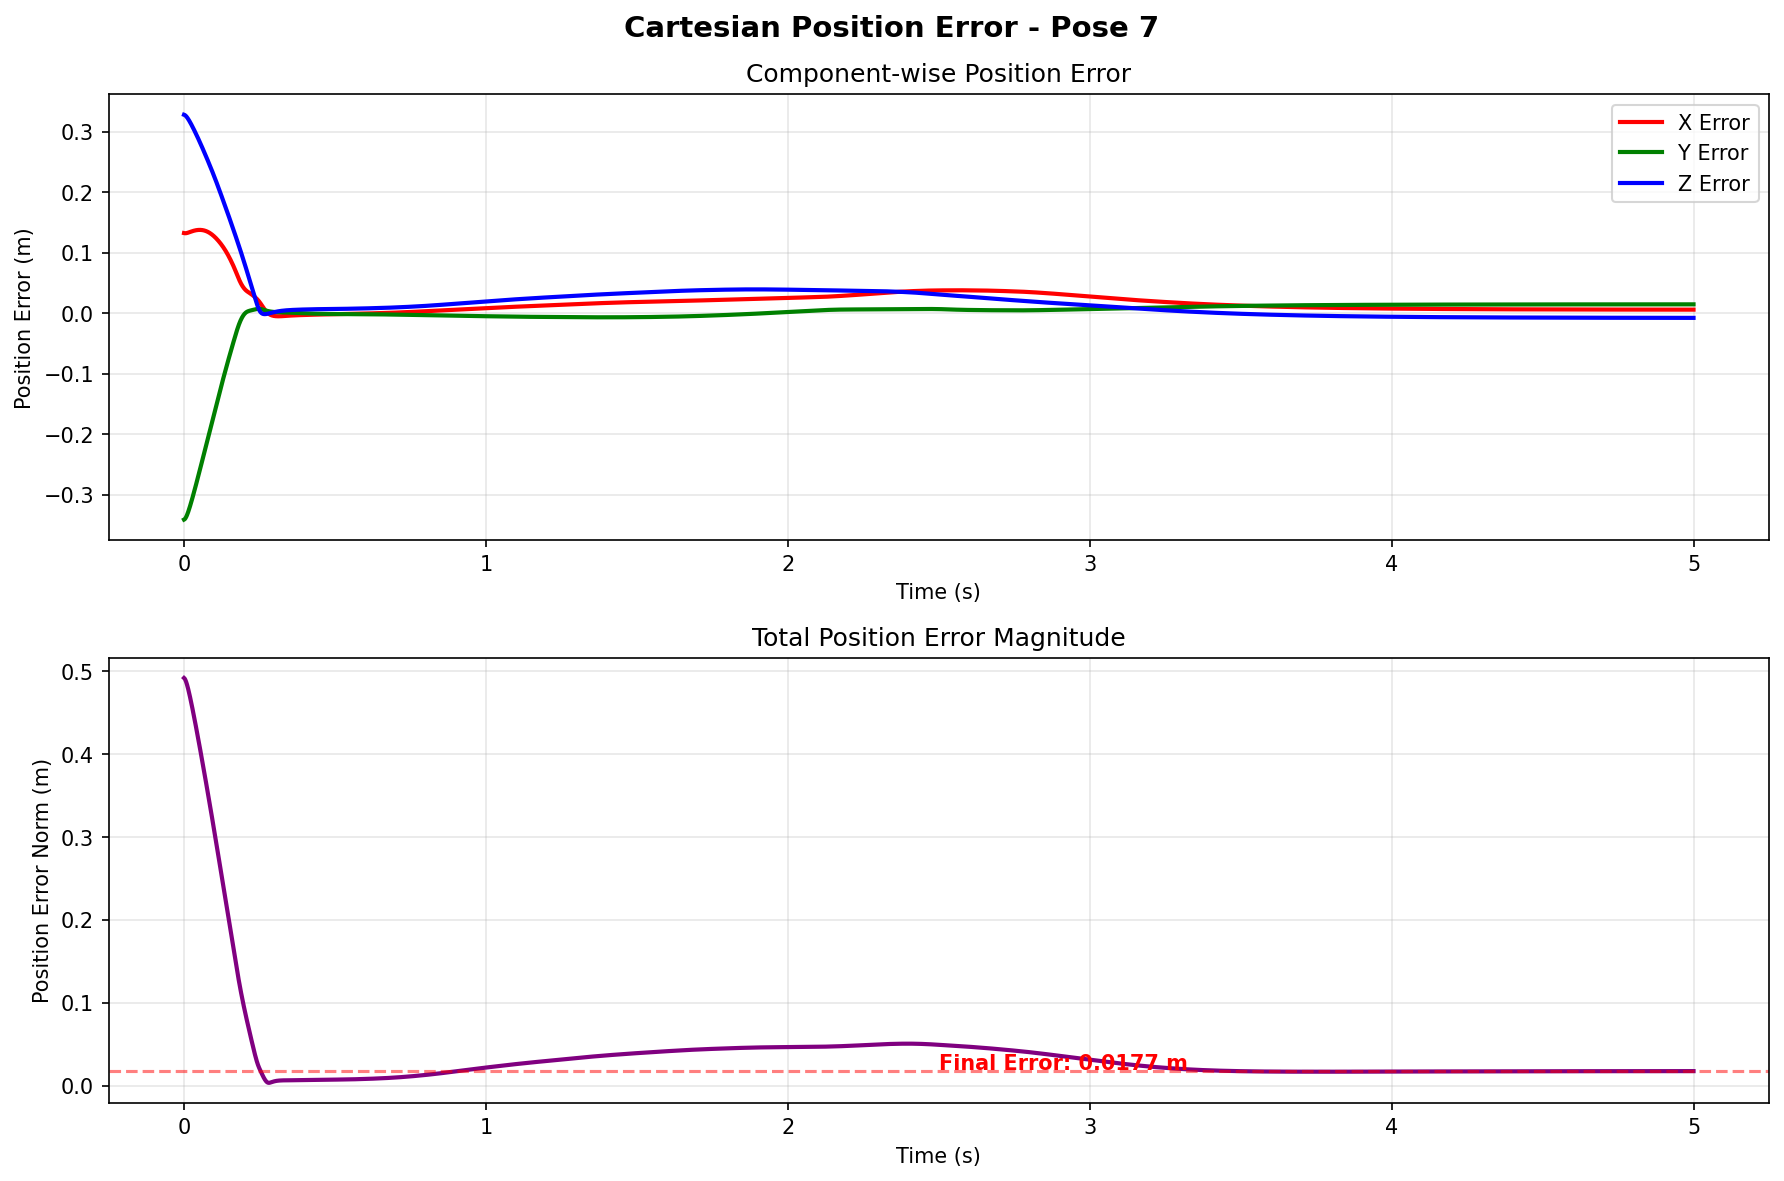 Cartesian Position Error - Pose 7
Component-wise Position Error
Position Error (m)
0.3
0.2
0.1
0.0
−0.1
−0.2
−0.3
X Error
Y Error
Z Error
0 1 2 3 4 5
Time (s)
Total Position Error Magnitude
Position Error Norm (m)
0.5
0.4
0.3
0.2
0.1
0.0
Final Error: 0.0177 m
0 1 2 3 4 5
Time (s)